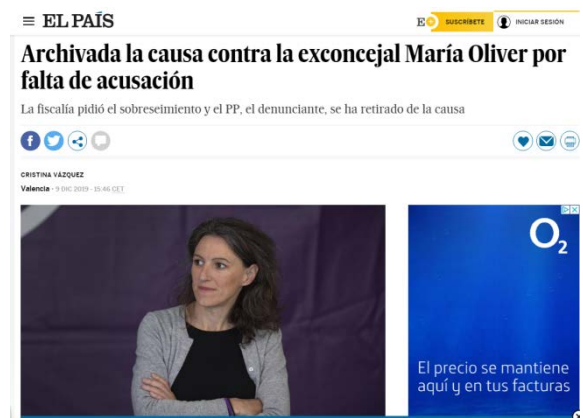 EL PAÍS
E+ SUSCRÍBETE INICIAR SESIÓN
Archivada la causa contra la exconcejal María Oliver por
falta de acusación
La fiscalía pidió el sobreseimiento y el PP, el denunciante, se ha retirado de la causa
CRISTINA VÁZQUEZ
Valencia - 9 DIC 2019 - 15:46 CET
O2
El precio se mantiene
aquí y en tus facturas